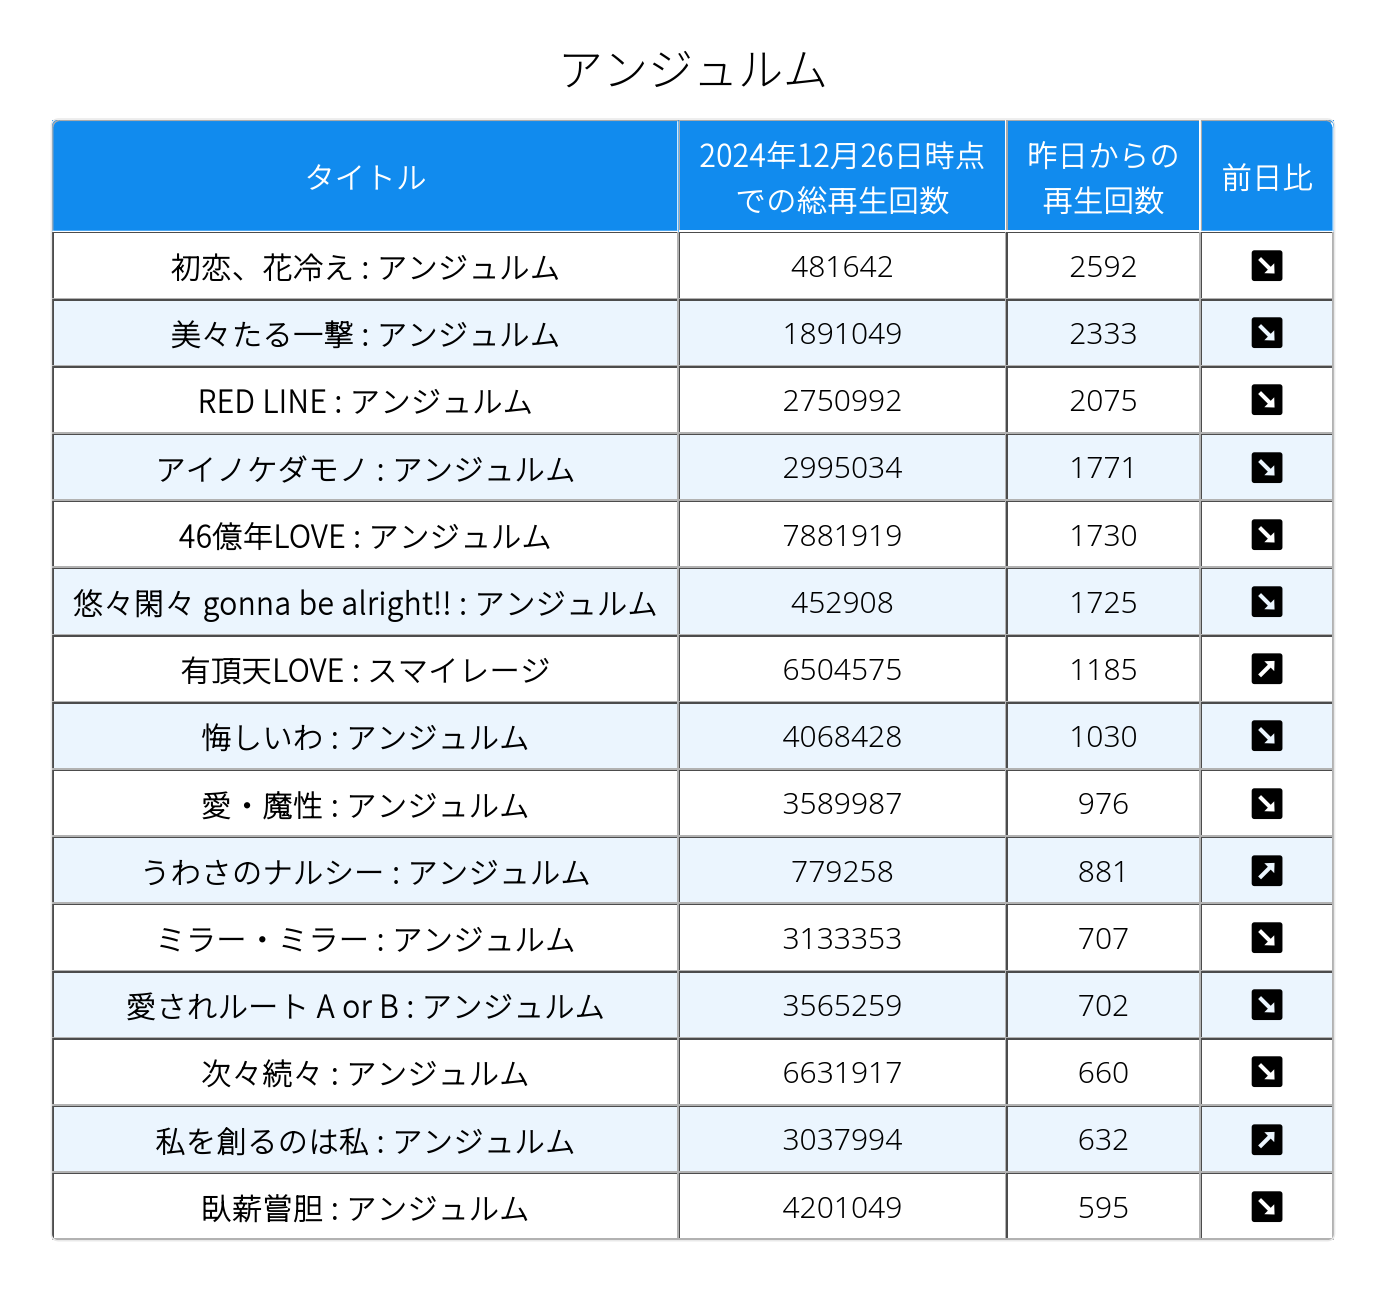 アンジュルム
タイトル 2024年12月26日時点での総再生回数 昨日からの再生回数 前日比
初恋、花冷え : アンジュルム 481642 2592 ↘
美々たる一撃 : アンジュルム 1891049 2333 ↘
RED LINE : アンジュルム 2750992 2075 ↘
アイノケダモノ : アンジュルム 2995034 1771 ↘
46億年LOVE : アンジュルム 7881919 1730 ↘
悠々閑々 gonna be alright!! : アンジュルム 452908 1725 ↘
有頂天LOVE : スマイレージ 6504575 1185 ↗
悔しいわ : アンジュルム 4068428 1030 ↘
愛・魔性 : アンジュルム 3589987 976 ↘
うわさのナルシー : アンジュルム 779258 881 ↗
ミラー・ミラー : アンジュルム 3133353 707 ↘
愛されルート A or B : アンジュルム 3565259 702 ↘
次々続々 : アンジュルム 6631917 660 ↘
私を創るのは私 : アンジュルム 3037994 632 ↗
臥薪嘗胆 : アンジュルム 4201049 595 ↘